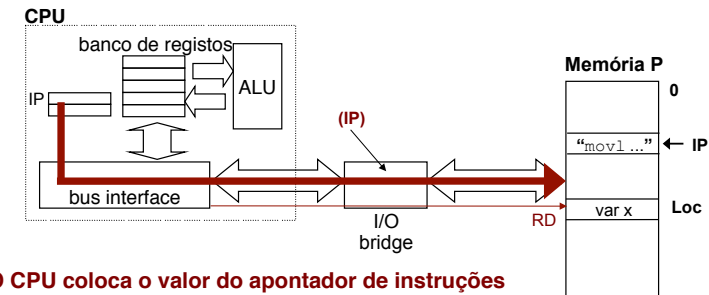 CPU
banco de registos
Memória P
ALU
0
IP
(IP)
"movl ..."
IP
bus interface
var x
Loc
RD
I/O
bridge
CPU coloca o valor do apontador de instruções